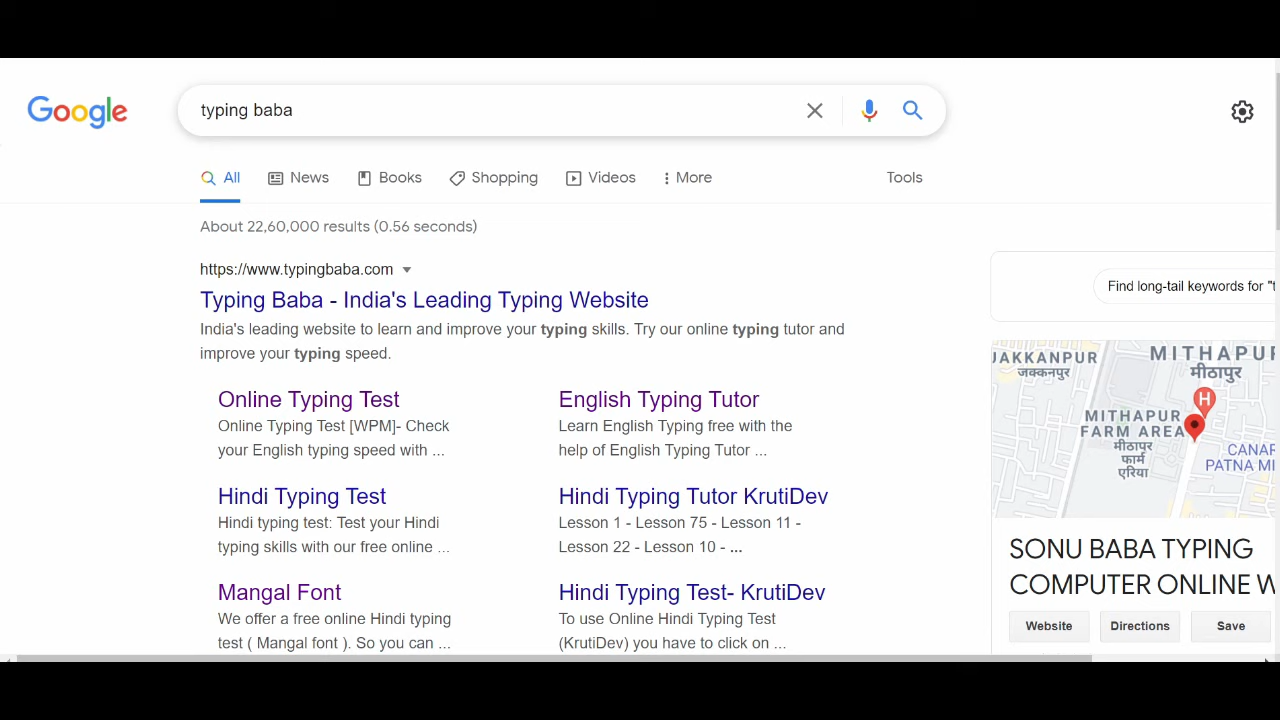 Google
typing baba
All
News
Books
Shopping
Videos
More
Tools
About 22,60,000 results (0.56 seconds)
https://www.typingbaba.com
Typing Baba - India's Leading Typing Website
India's leading website to learn and improve your typing skills. Try our online typing tutor and
improve your typing speed.
Online Typing Test
Online Typing Test [WPM]- Check
your English typing speed with ...
English Typing Tutor
Learn English Typing free with the
help of English Typing Tutor ...
Hindi Typing Test
Hindi typing test: Test your Hindi
typing skills with our free online ...
Hindi Typing Tutor KrutiDev
Lesson 1 - Lesson 75 - Lesson 11 -
Lesson 22 - Lesson 10 - ...
Mangal Font
We offer a free online Hindi typing
test ( Mangal font ). So you can ...
Hindi Typing Test- KrutiDev
To use Online Hindi Typing Test
(KrutiDev) you have to click on ...
Find long-tail keywords for "t
JAKKANPUR
जक्कनपुर
MITHAPUR
मीठापुर
H
MITHAPUR
FARM AREA
मीठापुर
फार्म
एरिया
CANAR
PATNA MI
SONU BABA TYPING
COMPUTER ONLINE W
Website
Directions
Save